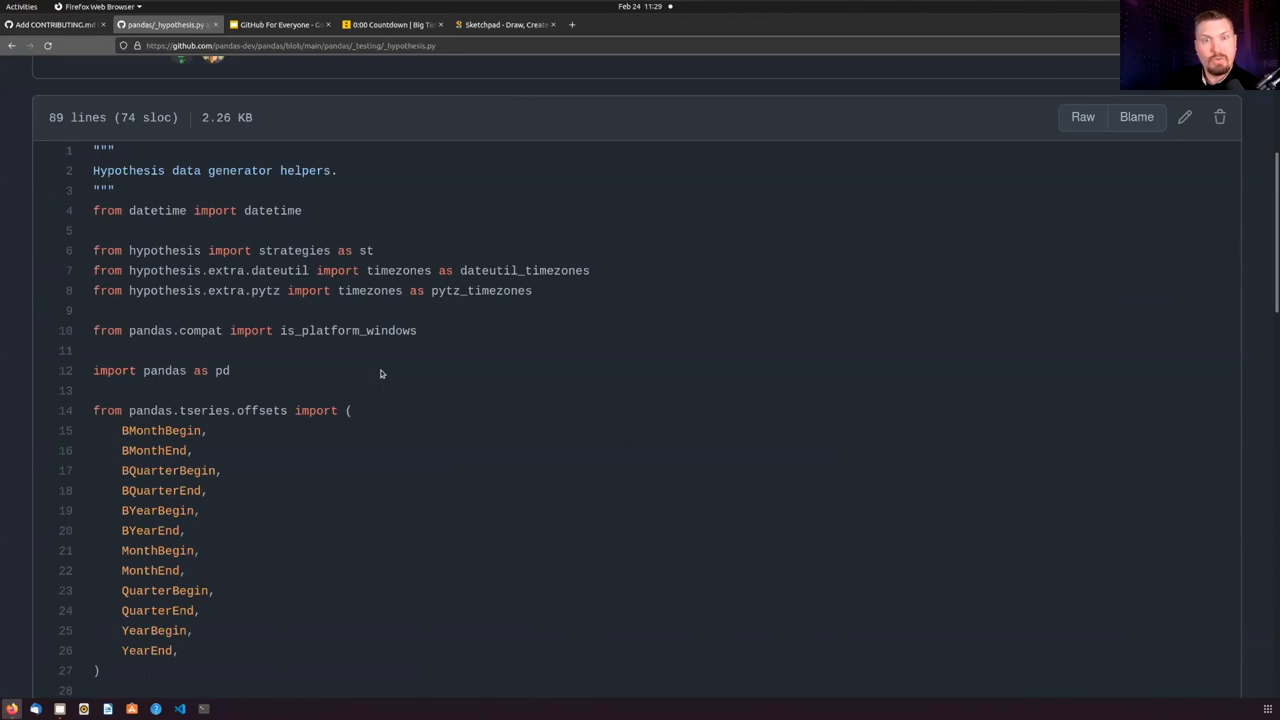 Activities
Firefox Web Browser
Feb 24 11:29
Add CONTRIBUTING.md
pandas/_hypothesis.py
GitHub For Everyone - Go
0:00 Countdown | Big Ti
Sketchpad - Draw, Create
https://github.com/pandas-dev/pandas/blob/main/pandas/_testing/_hypothesis.py
89 lines (74 sloc) 2.26 KB
Raw Blame
1 """
2 Hypothesis data generator helpers.
3 """
4 from datetime import datetime
5
6 from hypothesis import strategies as st
7 from hypothesis.extra.dateutil import timezones as dateutil_timezones
8 from hypothesis.extra.pytz import timezones as pytz_timezones
9
10 from pandas.compat import is_platform_windows
11
12 import pandas as pd
13
14 from pandas.tseries.offsets import (
15 BMonthBegin,
16 BMonthEnd,
17 BQuarterBegin,
18 BQuarterEnd,
19 BYearBegin,
20 BYearEnd,
21 MonthBegin,
22 MonthEnd,
23 QuarterBegin,
24 QuarterEnd,
25 YearBegin,
26 YearEnd,
27 )
28